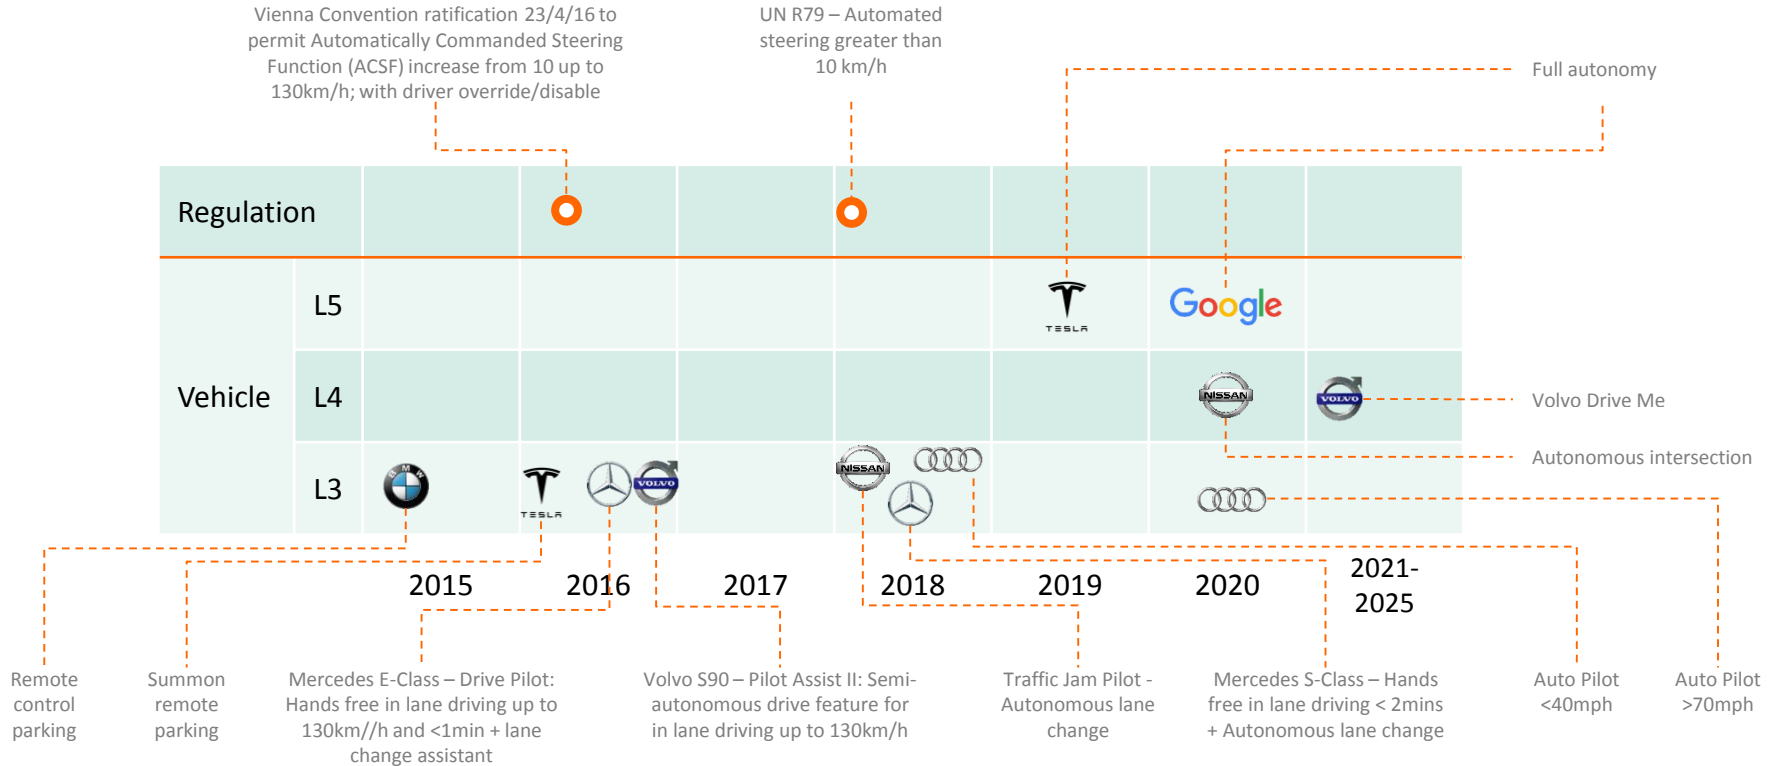 Vienna Convention ratification 23/4/16 to
permit Automatically Commanded Steering
Function (ACSF) increase from 10 up to
130km/h; with driver override/disable
UN R79 – Automated
steering greater than
10 km/h
Full autonomy
Regulation
Vehicle
L5
TESLA
Google
L4
NISSAN
VOLVO
Volvo Drive Me
Autonomous intersection
L3
BMW
TESLA
VOLVO
NISSAN
2015
2016
2017
2018
2019
2020
2021-
2025
Remote
control
parking
Summon
remote
parking
Mercedes E-Class – Drive Pilot:
Hands free in lane driving up to
130km//h and <1min + lane
change assistant
Volvo S90 – Pilot Assist II: Semi-
autonomous drive feature for
in lane driving up to 130km/h
Traffic Jam Pilot -
Autonomous lane
change
Mercedes S-Class – Hands
free in lane driving < 2mins
+ Autonomous lane change
Auto Pilot
<40mph
Auto Pilot
>70mph